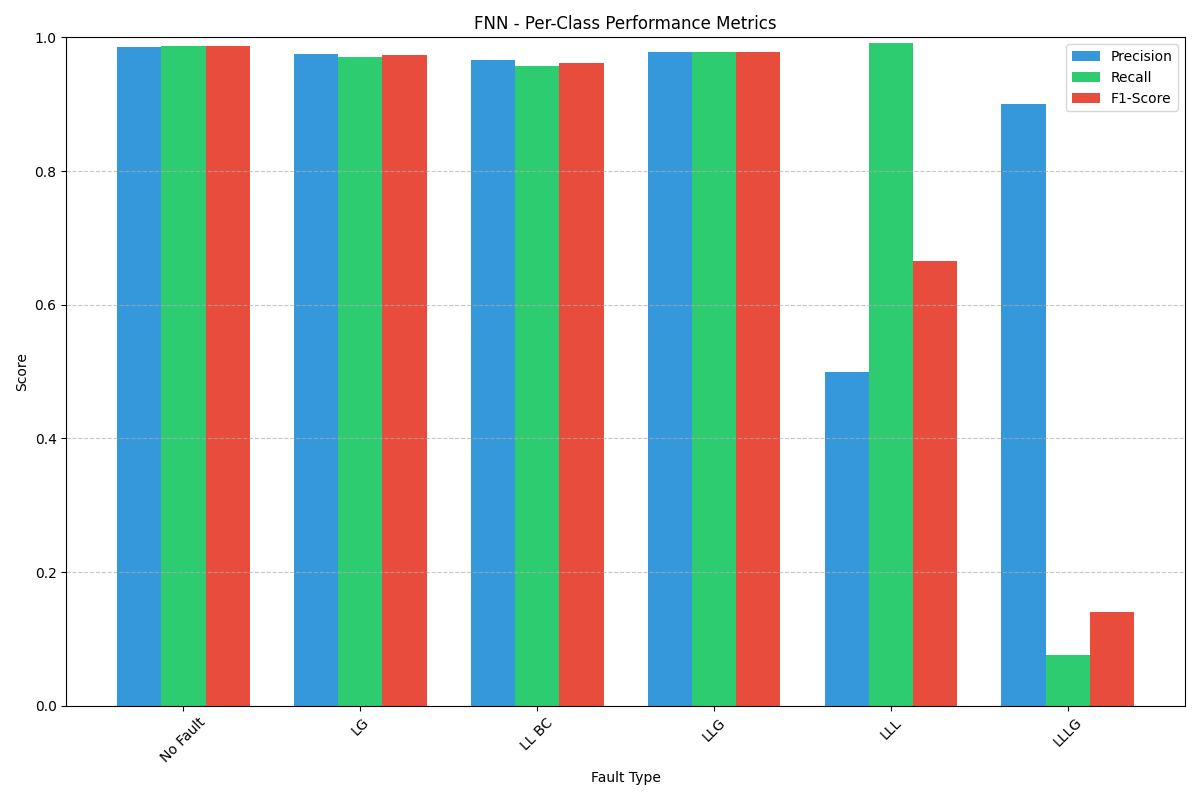 FNN - Per-Class Performance Metrics
Precision
Recall
F1-Score
1.0
0.8
0.6
0.4
0.2
0.0
Score
No Fault
LG
LL BC
LLG
LLL
LLLG
Fault Type